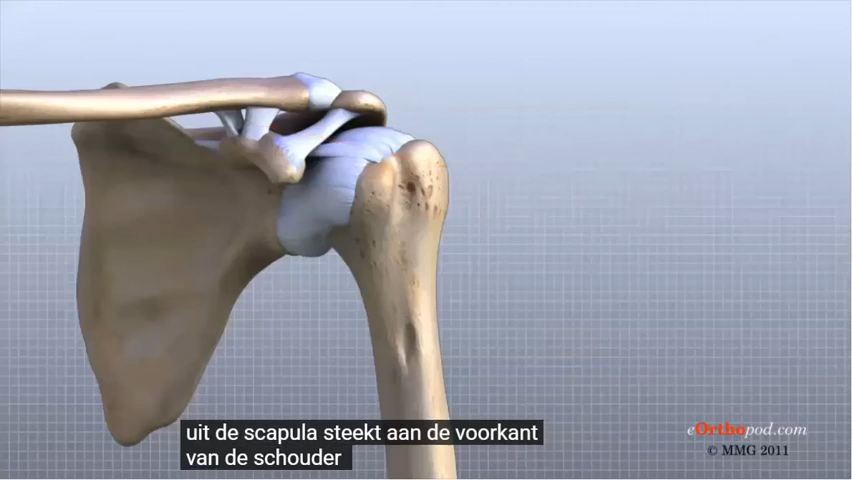 uit de scapula steekt aan de voorkant
van de schouder
eOrthopod.com
© MMG 2011